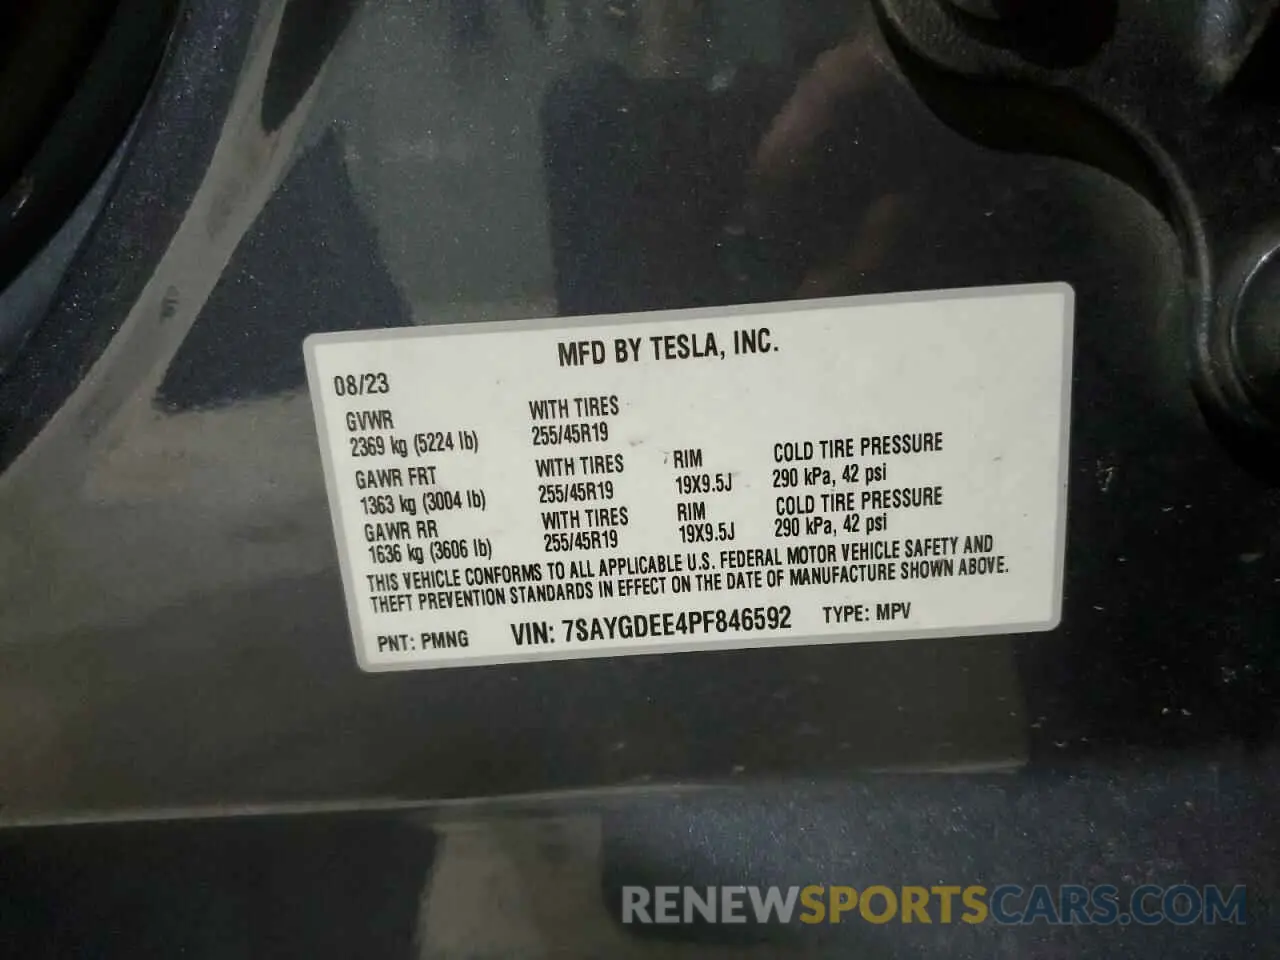 MFD BY TESLA, INC.
08/23
GVWR WITH TIRES
2369 kg (5224 lb) 255/45R19
GAWR FRT WITH TIRES RIM COLD TIRE PRESSURE
1363 kg (3004 lb) 255/45R19 19X9.5J 290 kPa, 42 psi
GAWR RR WITH TIRES RIM COLD TIRE PRESSURE
1636 kg (3606 lb) 255/45R19 19X9.5J 290 kPa, 42 psi
THIS VEHICLE CONFORMS TO ALL APPLICABLE U.S. FEDERAL MOTOR VEHICLE SAFETY AND
THEFT PREVENTION STANDARDS IN EFFECT ON THE DATE OF MANUFACTURE SHOWN ABOVE.
PNT: PMNG VIN: 7SAYGDEE4PF846592 TYPE: MPV
RENEWSPORTSCARS.COM